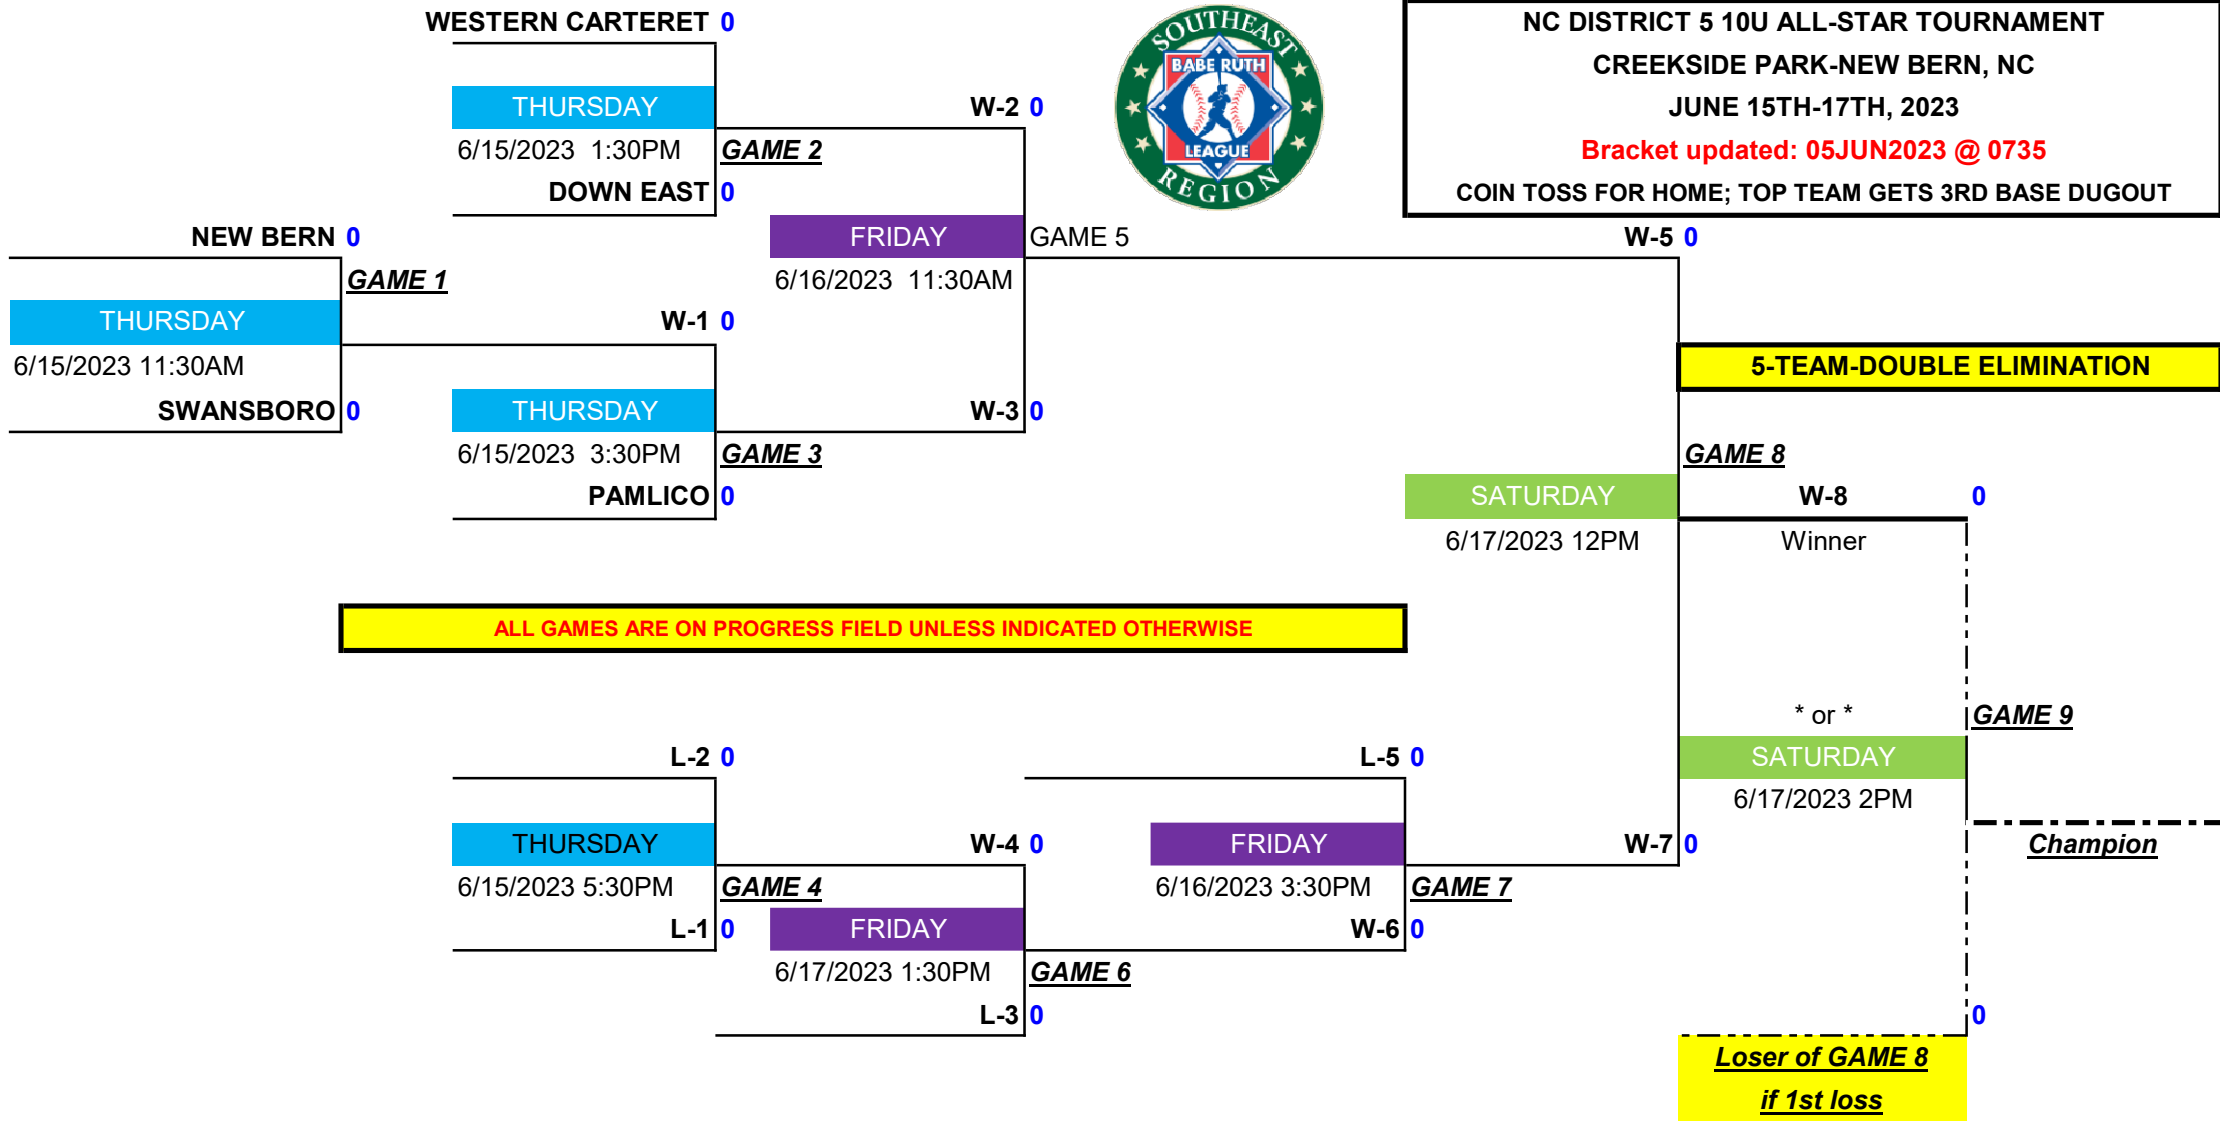 WESTERN CARTERET 0
NC DISTRICT 5 10U ALL-STAR TOURNAMENT
CREEKSIDE PARK-NEW BERN, NC
JUNE 15TH-17TH, 2023
Bracket updated: 05JUN2023 @ 0735
COIN TOSS FOR HOME; TOP TEAM GETS 3RD BASE DUGOUT
SOUTHEAST
BABE RUTH
LEAGUE
REGION
THURSDAY
W-2 0
6/15/2023 1:30PM
GAME 2
DOWN EAST 0
NEW BERN 0
FRIDAY
GAME 5
W-5 0
GAME 1
6/16/2023 11:30AM
THURSDAY
W-1 0
6/15/2023 11:30AM
5-TEAM-DOUBLE ELIMINATION
SWANSBORO 0
THURSDAY
W-3 0
6/15/2023 3:30PM
GAME 3
GAME 8
PAMLICO 0
SATURDAY
W-8 0
6/17/2023 12PM
Winner
ALL GAMES ARE ON PROGRESS FIELD UNLESS INDICATED OTHERWISE
* or *
GAME 9
L-2 0
L-5 0
SATURDAY
6/17/2023 2PM
THURSDAY
W-4 0
FRIDAY
W-7 0
Champion
6/15/2023 5:30PM
GAME 4
6/16/2023 3:30PM
GAME 7
L-1 0
FRIDAY
W-6 0
6/17/2023 1:30PM
GAME 6
L-3 0
0
Loser of GAME 8
if 1st loss